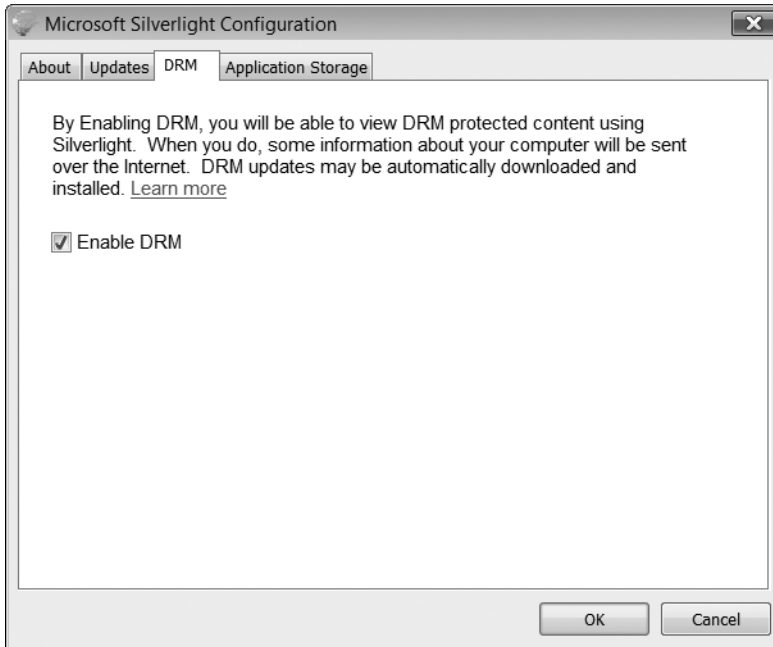 Microsoft Silverlight Configuration
About Updates DRM Application Storage
By Enabling DRM, you will be able to view DRM protected content using
Silverlight. When you do, some information about your computer will be sent
over the Internet. DRM updates may be automatically downloaded and
installed. Learn more
Enable DRM
OK Cancel